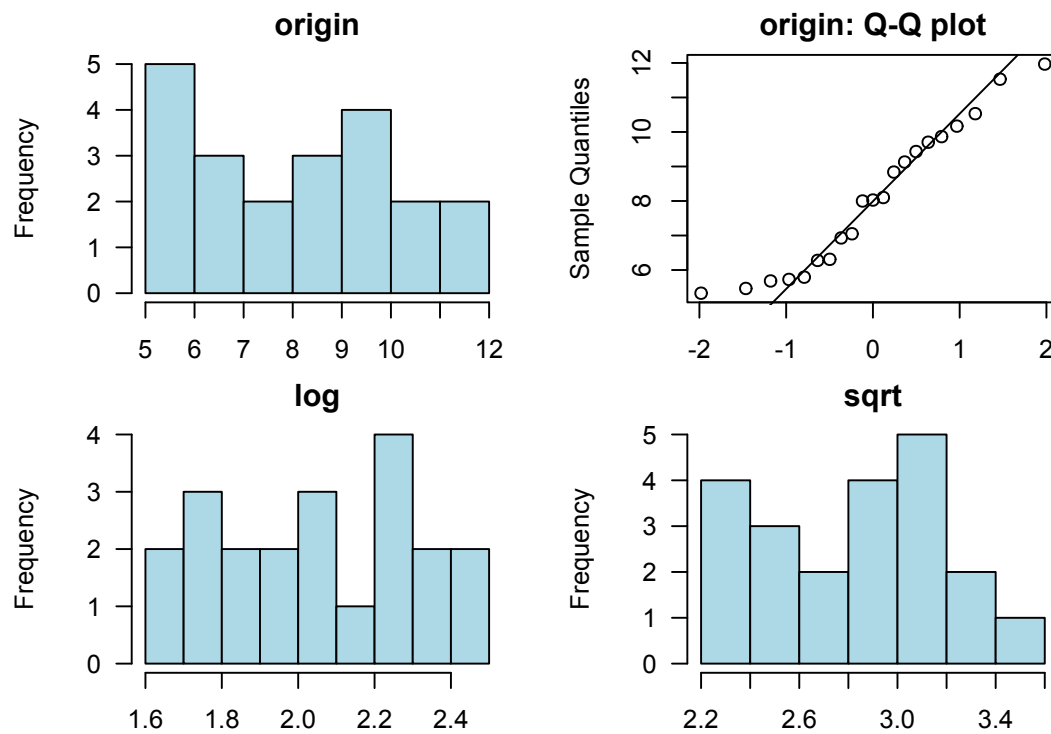 origin
Frequency
5
4
3
2
1
0
5 6 7 8 9 10 12
origin: Q-Q plot
Sample Quantiles
12
10
8
6
-2 -1 0 1 2
log
Frequency
4
3
2
1
0
1.6 1.8 2.0 2.2 2.4
sqrt
Frequency
5
4
3
2
1
0
2.2 2.6 3.0 3.4